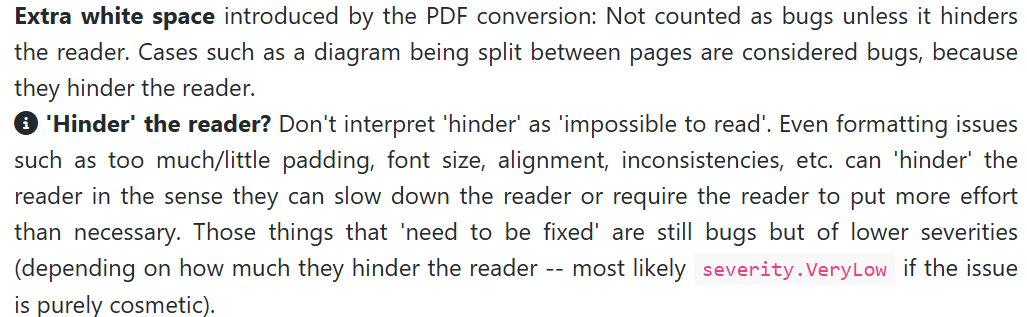 Extra white space introduced by the PDF conversion: Not counted as bugs unless it hinders
the reader. Cases such as a diagram being split between pages are considered bugs, because
they hinder the reader.
'Hinder' the reader? Don't interpret 'hinder' as 'impossible to read'. Even formatting issues
such as too much/little padding, font size, alignment, inconsistencies, etc. can 'hinder' the
reader in the sense they can slow down the reader or require the reader to put more effort
than necessary. Those things that 'need to be fixed' are still bugs but of lower severities
(depending on how much they hinder the reader -- most likely severity.VeryLow if the issue
is purely cosmetic).